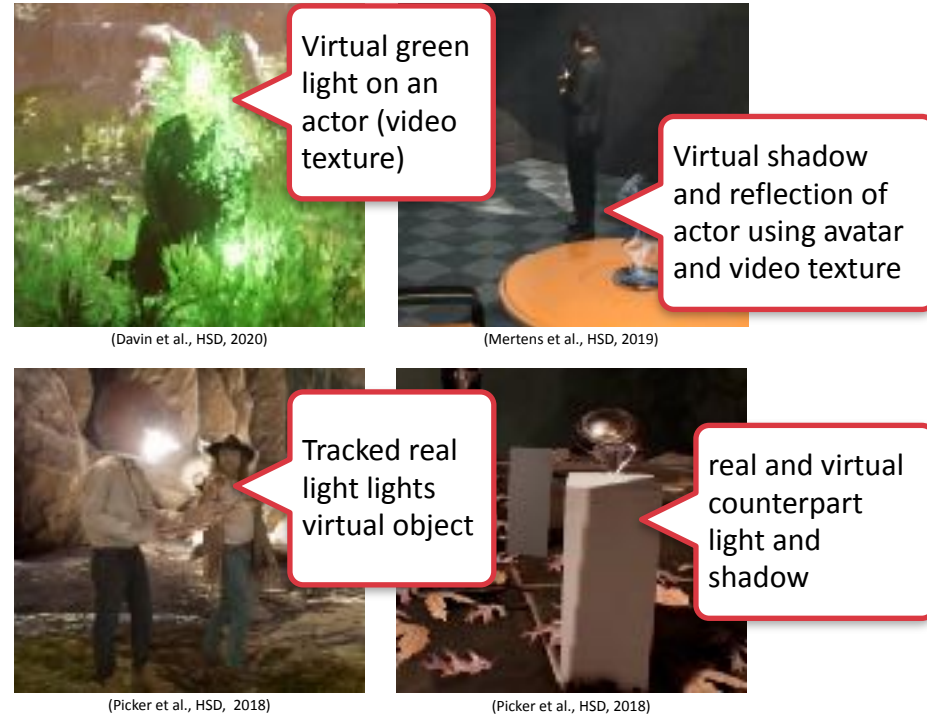 Virtual green
light on an
actor (video
texture)
Virtual shadow
and reflection of
actor using avatar
and video texture
(Davin et al., HSD, 2020)
(Mertens et al., HSD, 2019)
Tracked real
light lights
virtual object
real and virtual
counterpart
light and
shadow
(Picker et al., HSD,  2018)
(Picker et al., HSD, 2018)